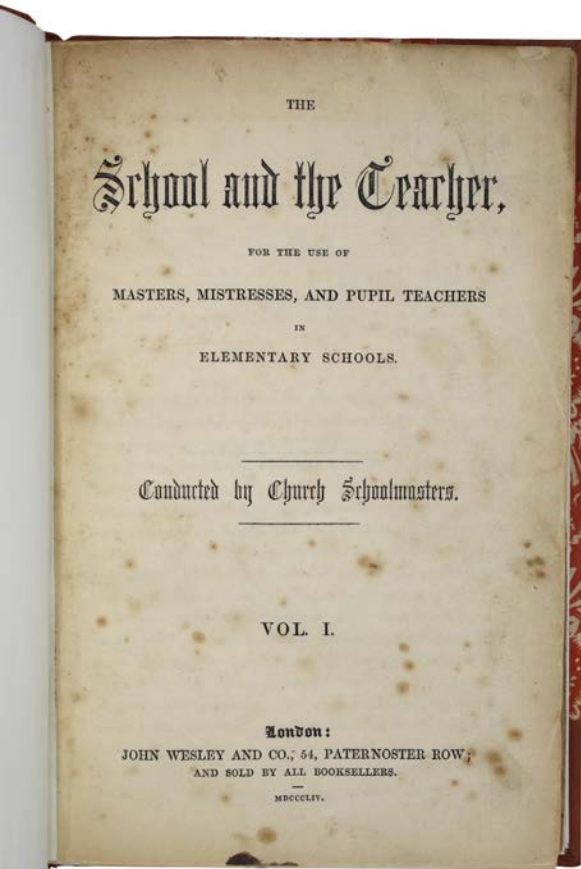 THE
School and the Teacher,
FOR THE USE OF
MASTERS, MISTRESSES, AND PUPIL TEACHERS
IN
ELEMENTARY SCHOOLS.
Conducted by Church Schoolmasters.
VOL. I.
London:
JOHN WESLEY AND CO., 54, PATERNOSTER ROW;
AND SOLD BY ALL BOOKSELLERS.
MDCCCLIV.